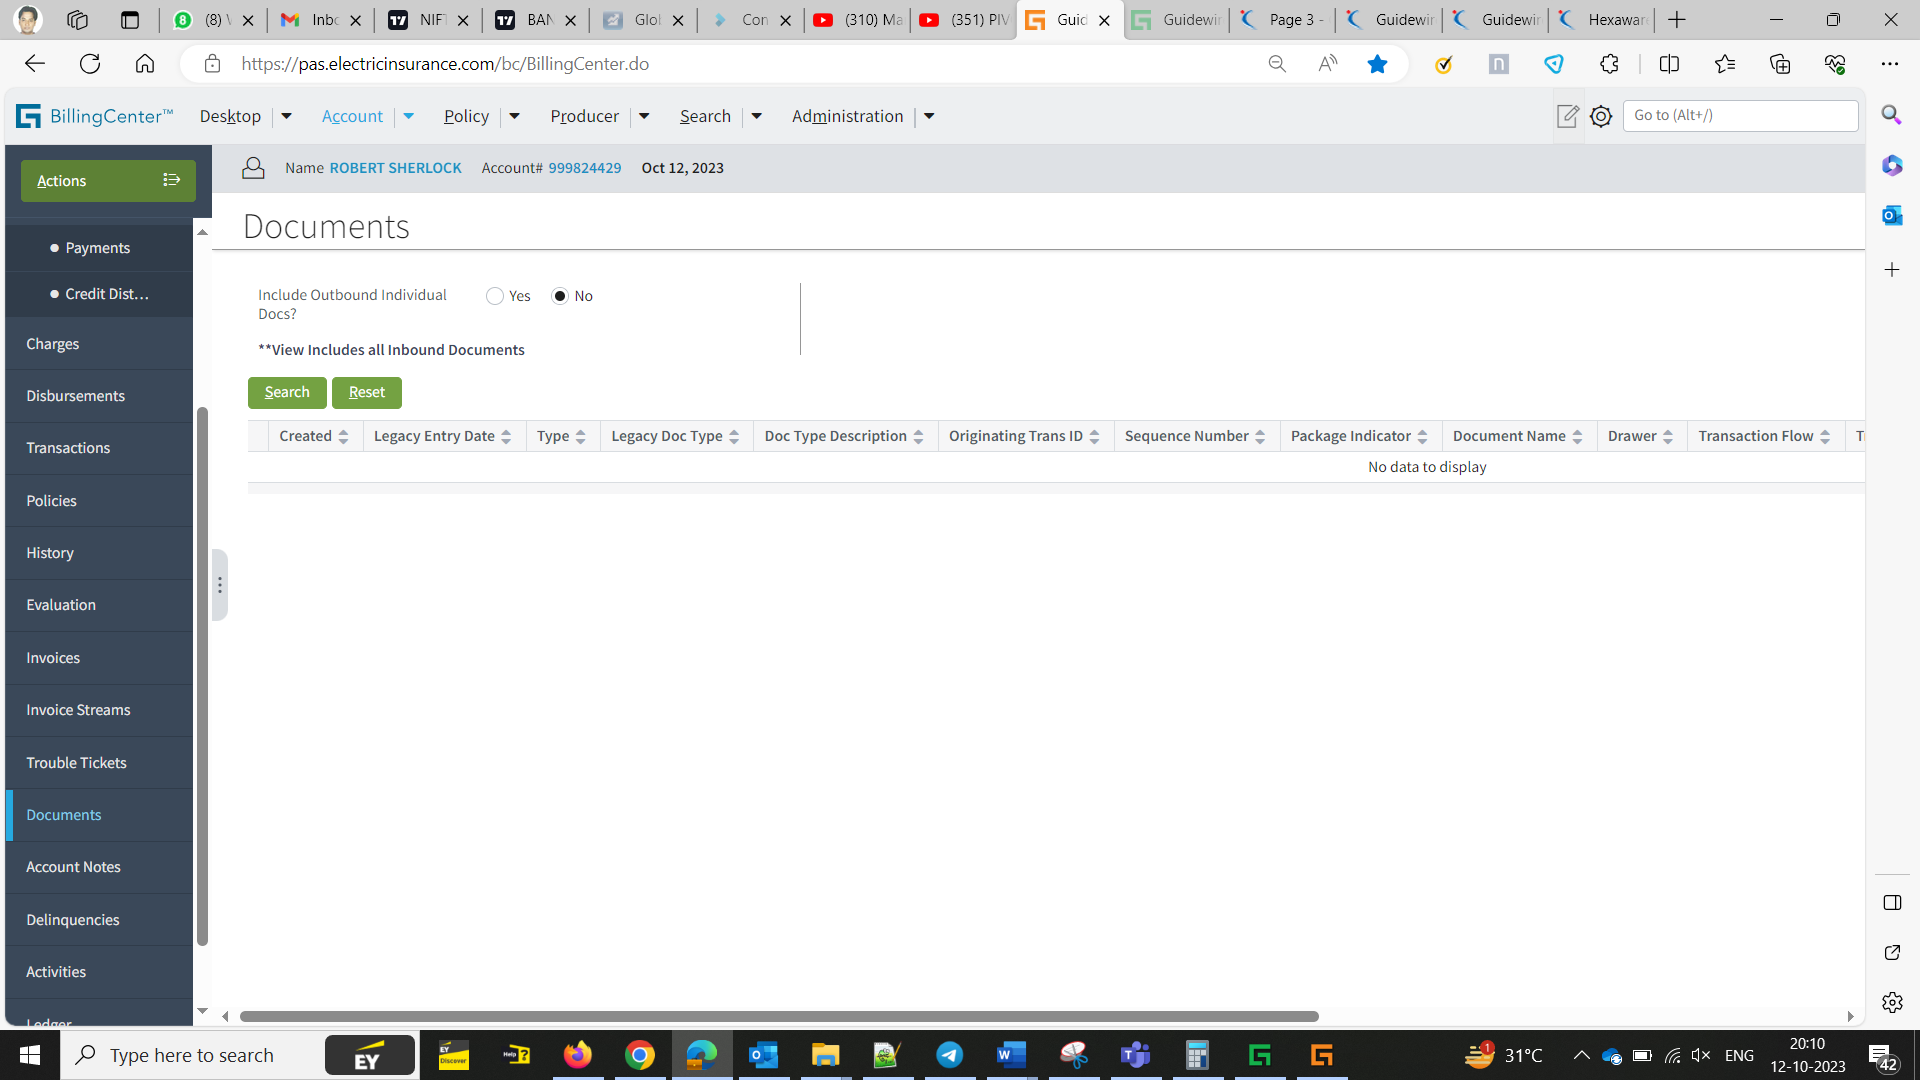 (8) Inbo NIFT BAN Glob Con (310) Ma (351) PIV Guid Guidewir Page 3 - Guidewir Guidewir Hexawar
https://pas.electricinsurance.com/bc/BillingCenter.do
BillingCenter™ Desktop Account Policy Producer Search Administration Go to (Alt+/)
Actions
Name ROBERT SHERLOCK Account# 999824429 Oct 12, 2023
Documents
Payments
Credit Dist...
Charges
Disbursements
Transactions
Policies
History
Evaluation
Invoices
Invoice Streams
Trouble Tickets
Documents
Account Notes
Delinquencies
Activities
Ledger
Include Outbound Individual Docs? Yes No
**View Includes all Inbound Documents
Search Reset
Created Legacy Entry Date Type Legacy Doc Type Doc Type Description Originating Trans ID Sequence Number Package Indicator Document Name Drawer Transaction Flow
No data to display
Type here to search EY EY Discover Help ? 1 31°C ENG 20:10
12-10-2023 42